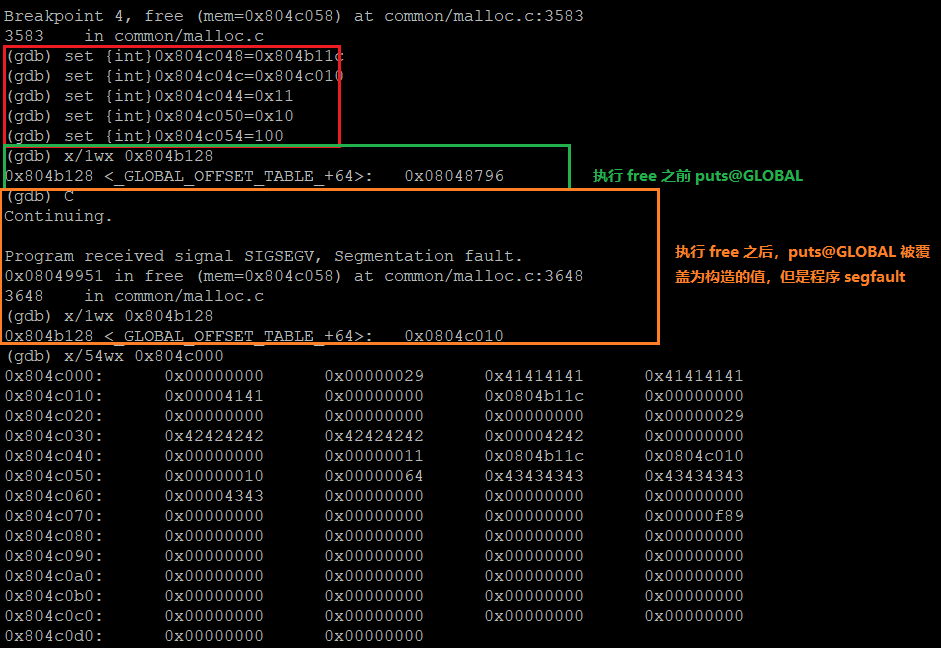 Breakpoint 4, free (mem=0x804c058) at common/malloc.c:3583
3583    in common/malloc.c
(gdb) set {int}0x804c048=0x804b11c
(gdb) set {int}0x804c04c=0x804c010
(gdb) set {int}0x804c044=0x11
(gdb) set {int}0x804c050=0x10
(gdb) set {int}0x804c054=100
(gdb) x/1wx 0x804b128
0x804b128 <_GLOBAL_OFFSET_TABLE_+64>:   0x08048796
执行 free 之前 puts@GLOBAL
(gdb) C
Continuing.
Program received signal SIGSEGV, Segmentation fault.
0x08049951 in free (mem=0x804c058) at common/malloc.c:3648
3648    in common/malloc.c
(gdb) x/1wx 0x804b128
0x804b128 <_GLOBAL_OFFSET_TABLE_+64>:   0x0804c010
执行 free 之后，puts@GLOBAL 被覆
盖为构造的值，但是程序 segfault
(gdb) x/54wx 0x804c000
0x804c000:      0x00000000      0x00000029      0x41414141      0x41414141
0x804c010:      0x00004141      0x00000000      0x0804b11c      0x00000000
0x804c020:      0x00000000      0x00000000      0x00000000      0x00000029
0x804c030:      0x42424242      0x42424242      0x00004242      0x00000000
0x804c040:      0x00000000      0x00000011      0x0804b11c      0x0804c010
0x804c050:      0x00000010      0x00000064      0x43434343      0x43434343
0x804c060:      0x00004343      0x00000000      0x00000000      0x00000000
0x804c070:      0x00000000      0x00000000      0x00000000      0x00000f89
0x804c080:      0x00000000      0x00000000      0x00000000      0x00000000
0x804c090:      0x00000000      0x00000000      0x00000000      0x00000000
0x804c0a0:      0x00000000      0x00000000      0x00000000      0x00000000
0x804c0b0:      0x00000000      0x00000000      0x00000000      0x00000000
0x804c0c0:      0x00000000      0x00000000      0x00000000      0x00000000
0x804c0d0:      0x00000000      0x00000000